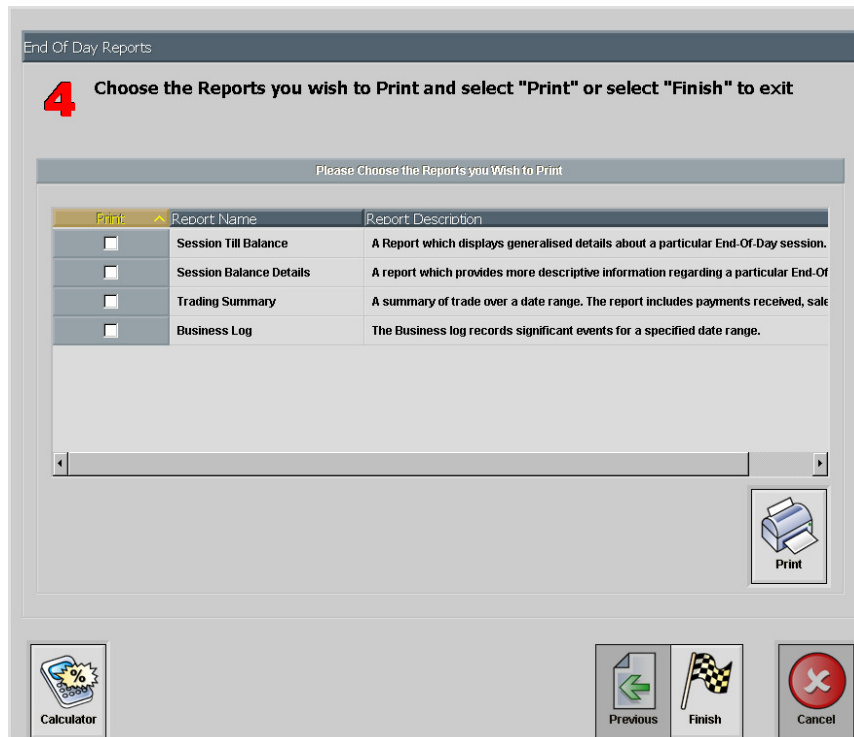 End Of Day Reports
4 Choose the Reports you wish to Print and select "Print" or select "Finish" to exit
Please Choose the Reports you Wish to Print
Print Report Name Report Description
Session Till Balance A Report which displays generalised details about a particular End-Of-Day session.
Session Balance Details A report which provides more descriptive information regarding a particular End-Of
Trading Summary A summary of trade over a date range. The report includes payments received, sale
Business Log The Business log records significant events for a specified date range.
Print
%
Calculator Previous Finish Cancel